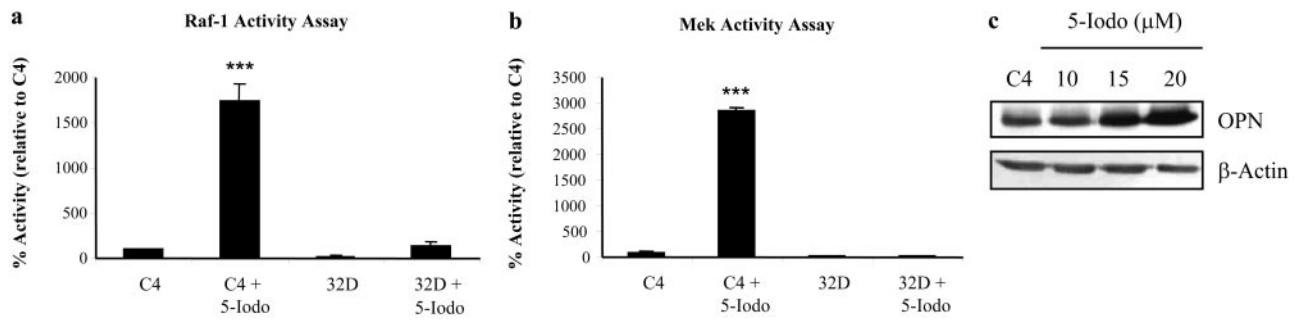 a
Raf-1 Activity Assay
% Activity (relative to C4)
2000
1500
1000
500
0
***
C4
C4 +
5-Iodo
32D
32D +
5-Iodo
b
Mek Activity Assay
% Activity (relative to C4)
3500
3000
2500
2000
1500
1000
500
0
***
C4
C4 +
5-Iodo
32D
32D + 5-Iodo
c
5-Iodo (µM)
C4 10 15 20
OPN
β-Actin